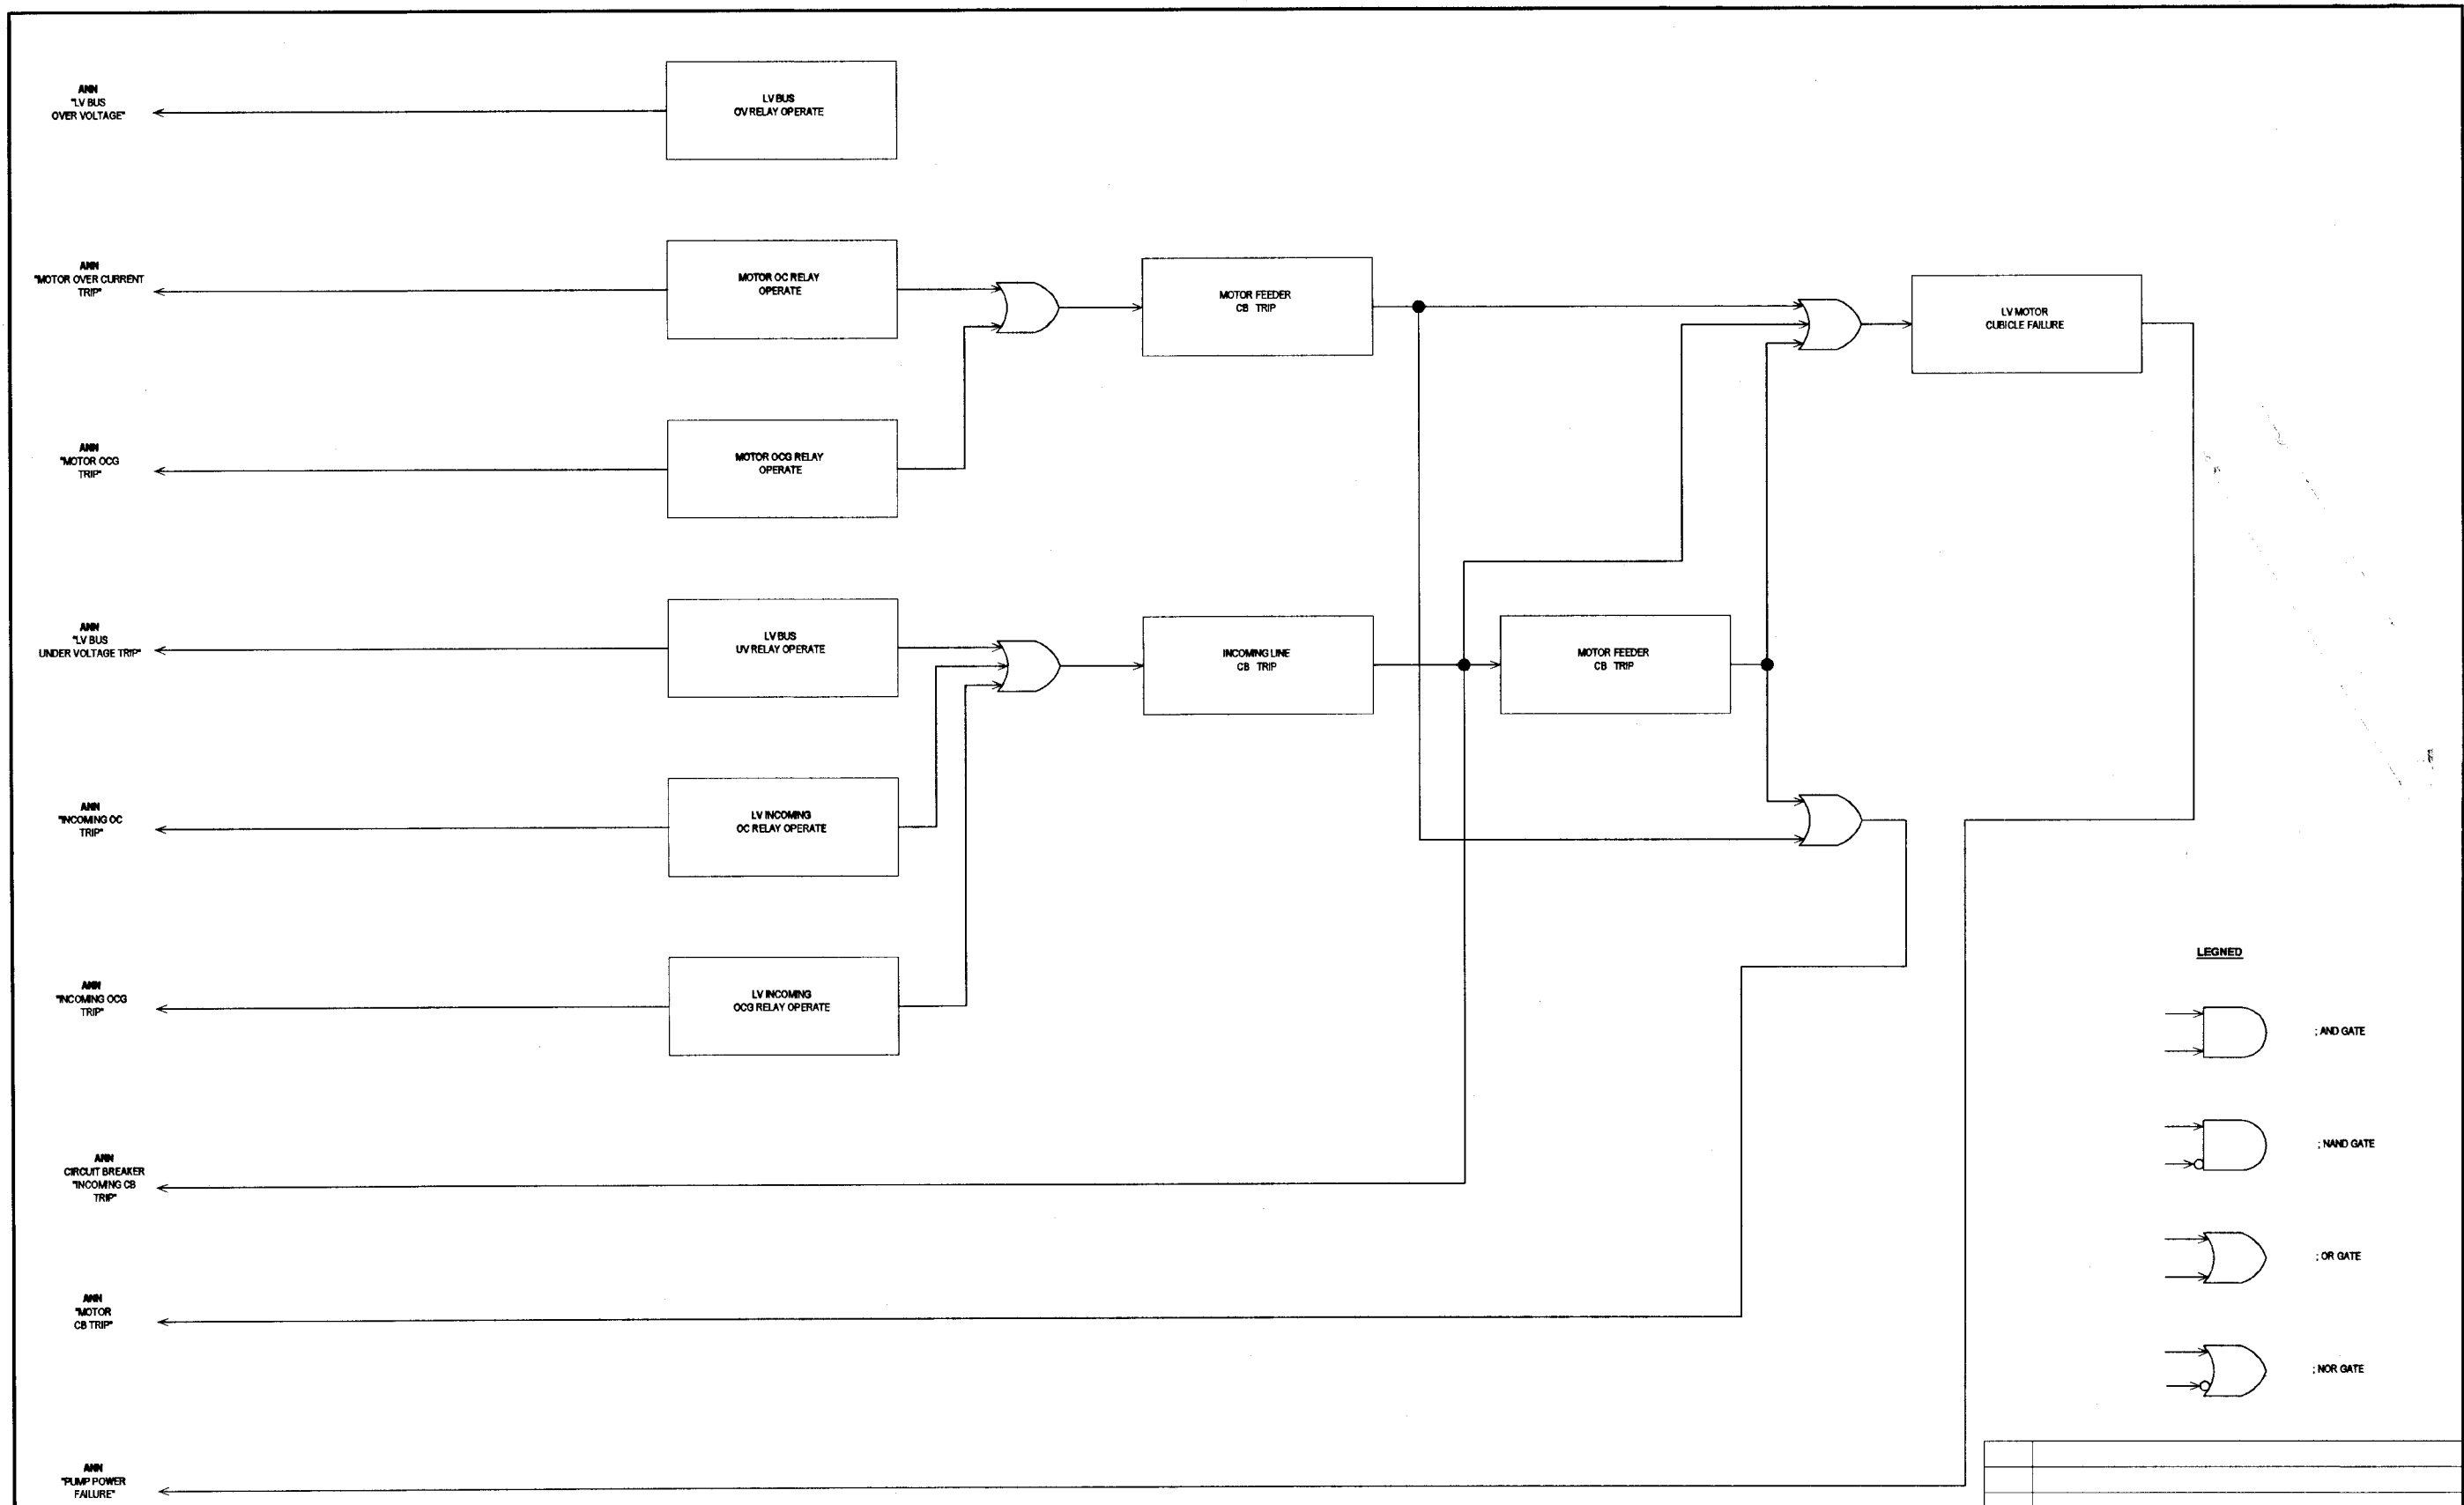 ANN
"LV BUS
OVER VOLTAGE"
LV BUS
OV RELAY OPERATE
ANN
"MOTOR OVER CURRENT
TRIP"
MOTOR OC RELAY
OPERATE
MOTOR FEEDER
CB TRIP
LV MOTOR
CUBICLE FAILURE
ANN
"MOTOR OCG
TRIP"
MOTOR OCG RELAY
OPERATE
ANN
"LV BUS
UNDER VOLTAGE TRIP"
LV BUS
UV RELAY OPERATE
INCOMING LINE
CB TRIP
MOTOR FEEDER
CB TRIP
ANN
"INCOMING OC
TRIP"
LV INCOMING
OC RELAY OPERATE
ANN
"INCOMING OCG
TRIP"
LV INCOMING
OCG RELAY OPERATE
LEGNED
; AND GATE
; NAND GATE
; OR GATE
; NOR GATE
ANN
CIRCUIT BREAKER
"INCOMING CB
TRIP"
ANN
"MOTOR
CB TRIP"
ANN
"PUMP POWER
FAILURE"